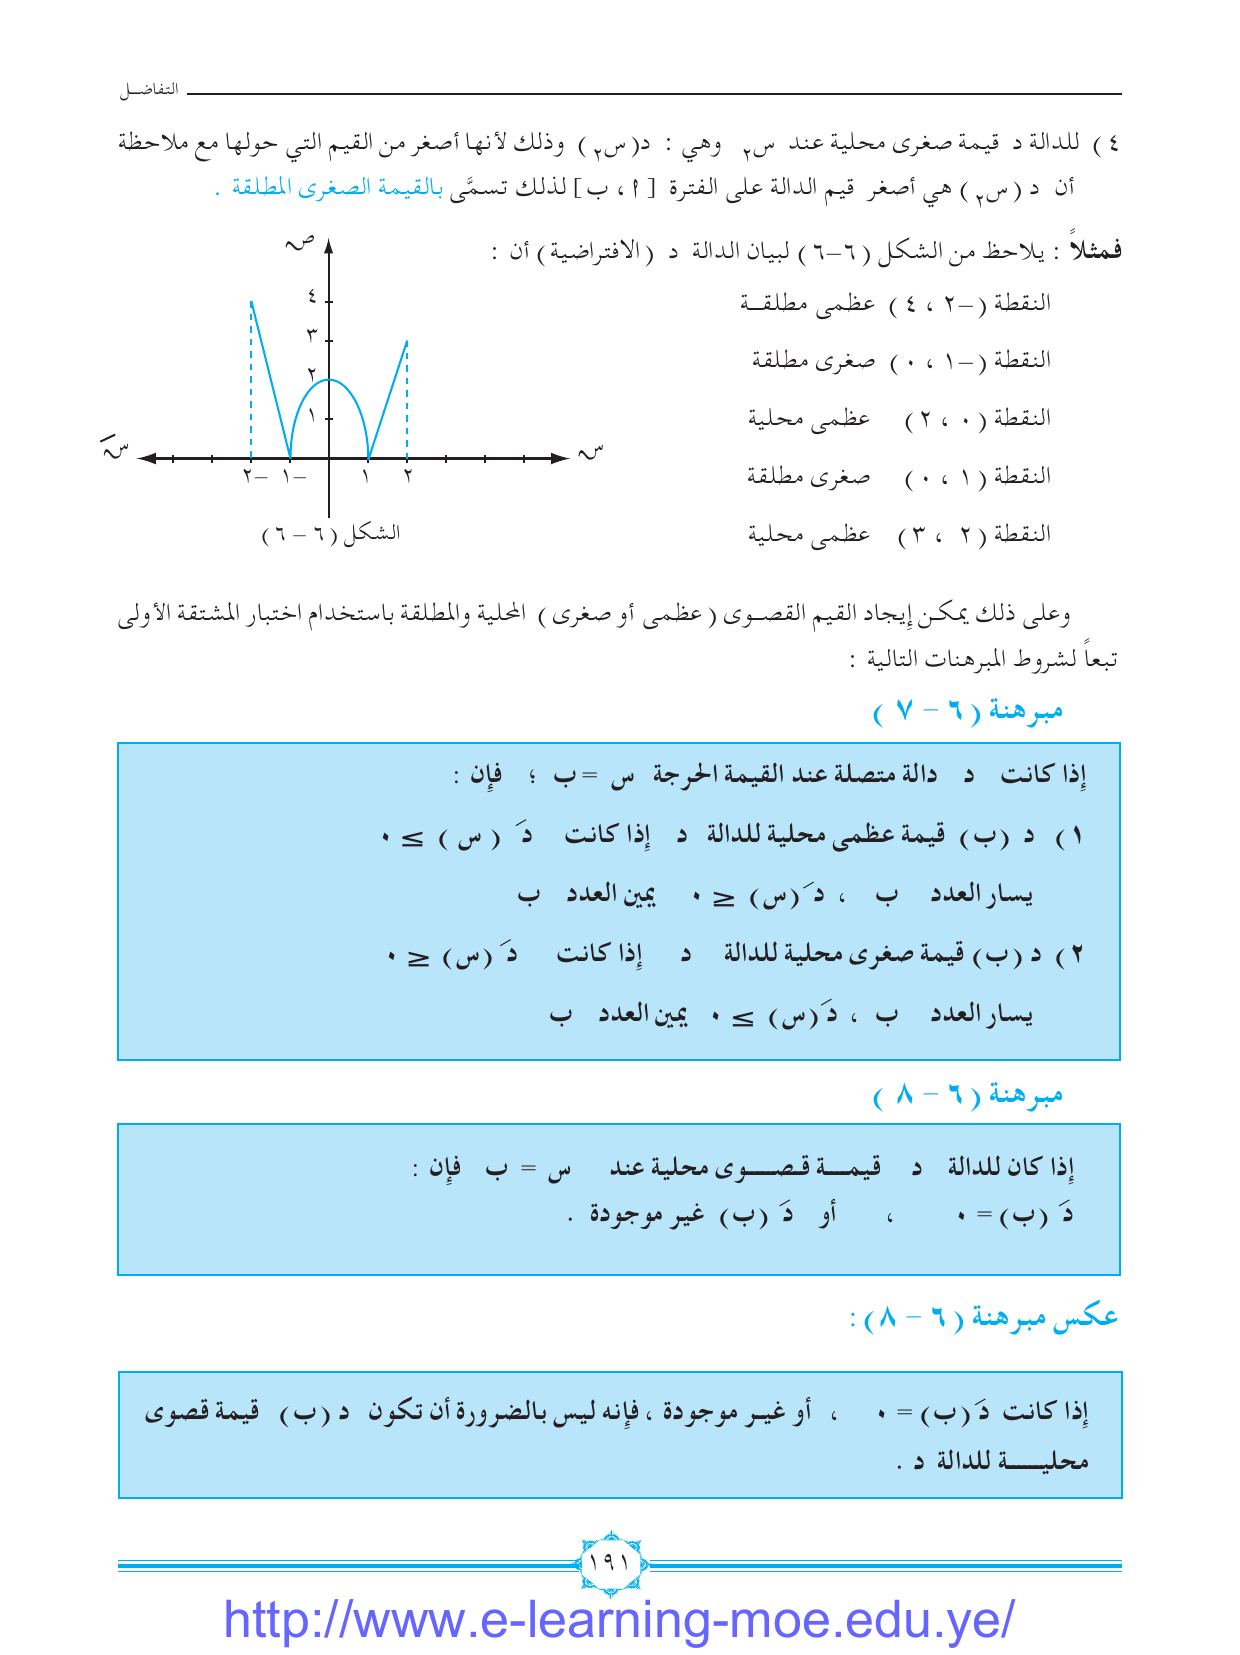 التفاضل
٤) للدالة د قيمة صغرى محلية عند س٢ وهي : د(س٢) وذلك لأنها أصغر من القيم التي حولها مع ملاحظة
أن د (س٢) هي أصغر قيم الدالة على الفترة [أ ، ب] لذلك تسمَّى بالقيمة الصغرى المطلقة .
فمثلاً : يلاحظ من الشكل (٦-٦) لبيان الدالة د (الافتراضية) أن :
النقطة (-٢ ، ٤) عظمى مطلقة
النقطة (-١ ، ٠) صغرى مطلقة
النقطة (٠ ، ٢) عظمى محلية
النقطة (١ ، ٠) صغرى مطلقة
النقطة (٢ ، ٣) عظمى محلية
ص
٤
٣
٢
١
س
سَ
-٢ -١ ١ ٢
الشكل (٦ - ٦)
وعلى ذلك يمكن إيجاد القيم القصوى (عظمى أو صغرى) المحلية والمطلقة باستخدام اختبار المشتقة الأولى
تبعاً لشروط المبرهنات التالية :
مبرهنة (٦ - ٧)
إذا كانت د دالة متصلة عند القيمة الحرجة س = ب ؛ فإن :
١) د (ب) قيمة عظمى محلية للدالة د إذا كانت دَ (س) ≥ ٠
يسار العدد ب ، دَ (س) ≤ ٠ يمين العدد ب
٢) د (ب) قيمة صغرى محلية للدالة د إذا كانت دَ (س) ≤ ٠
يسار العدد ب ، دَ (س) ≥ ٠ يمين العدد ب
مبرهنة (٦ - ٨)
إذا كان للدالة د قيمة قصوى محلية عند س = ب فإن :
دَ (ب) = ٠ ، أو دَ (ب) غير موجودة .
عكس مبرهنة (٦ - ٨) :
إذا كانت دَ (ب) = ٠ ، أو غير موجودة ، فإنه ليس بالضرورة أن تكون د (ب) قيمة قصوى
محلية للدالة د .
١٩١
http://www.e-learning-moe.edu.ye/